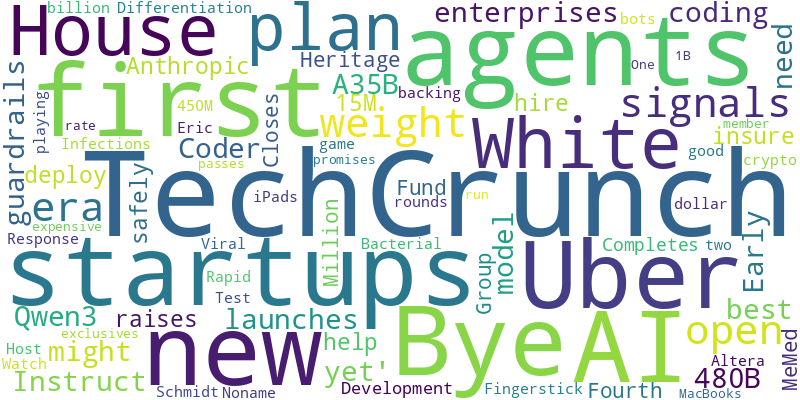 billion Differentiation
House plan enterprises bots coding
first agents
Anthropic Heritage One 1B need
guardrails playing 450M A35B backing hire signals
15M. weight
rate Eric Closes game White member insure
Infections Coder promises good crypto
deploy passes
TechCrunch
era safely iPads Fund rounds run dollar
expensive
Response Viral Million Bacterial Group model Completes two Early
startups Uber
Rapid
Test
Qwen3 raises launches best
exclusives open
Host might new help ByeAI
Watch yet' Altera MeMed
Instruct 480B
Schmidt Noname Development Fingerstick Fourth MacBooks